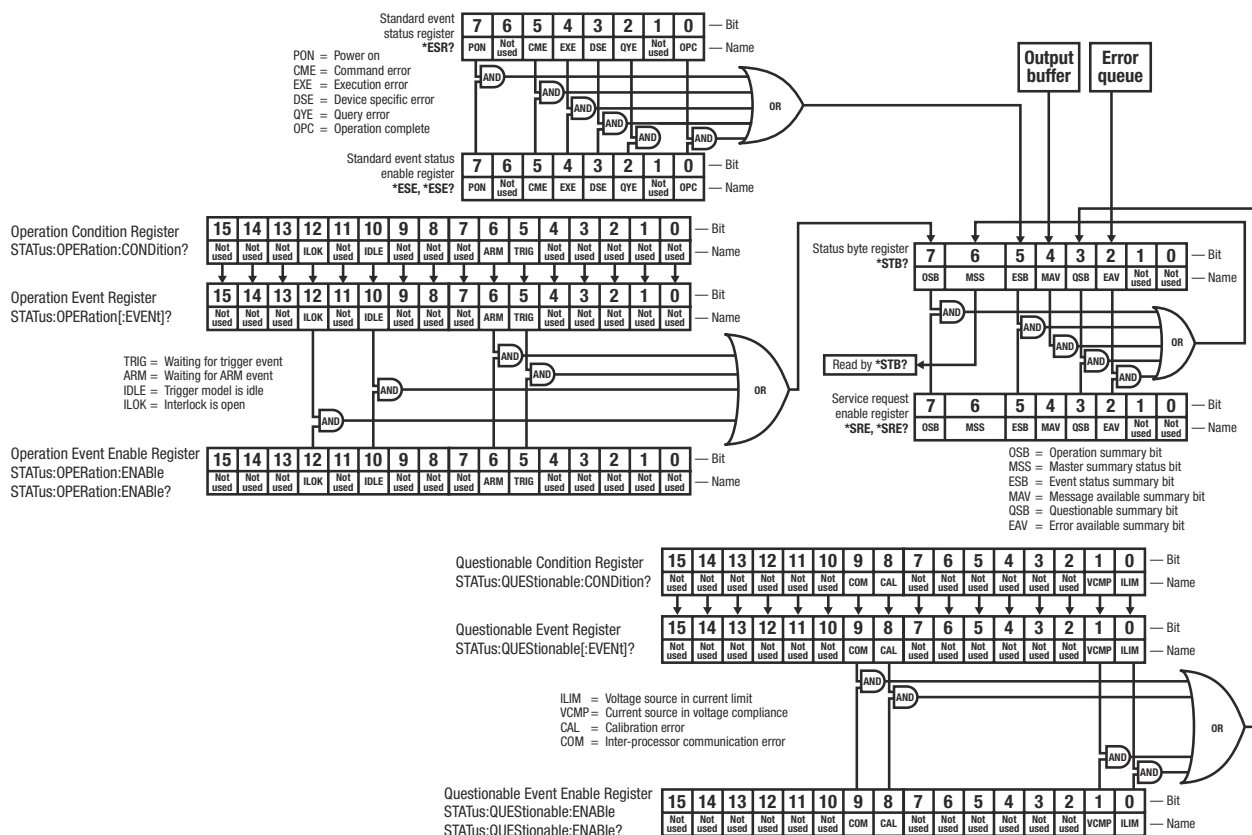 Standard event
status register
*ESR?
7 6 5 4 3 2 1 0 — Bit
PON Not used CME EXE DSE QYE Not used OPC — Name
PON = Power on
CME = Command error
EXE = Execution error
DSE = Device specific error
QYE = Query error
OPC = Operation complete
AND
AND
AND
AND
AND
AND
OR
Output
buffer
Error
queue
Standard event status
enable register
*ESE, *ESE?
7 6 5 4 3 2 1 0 — Bit
PON Not used CME EXE DSE QYE Not used OPC — Name
Operation Condition Register
STATus:OPERation:CONDition?
15 14 13 12 11 10 9 8 7 6 5 4 3 2 1 0 — Bit
Not used Not used Not used ILOK Not used IDLE Not used Not used Not used ARM TRIG Not used Not used Not used Not used Not used — Name
Operation Event Register
STATus:OPERation[:EVENt]?
15 14 13 12 11 10 9 8 7 6 5 4 3 2 1 0 — Bit
Not used Not used Not used ILOK Not used IDLE Not used Not used Not used ARM TRIG Not used Not used Not used Not used Not used — Name
TRIG = Waiting for trigger event
ARM = Waiting for ARM event
IDLE = Trigger model is idle
ILOK = Interlock is open
AND
AND
AND
AND
OR
Operation Event Enable Register
STATus:OPERation:ENABle
STATus:OPERation:ENABle?
15 14 13 12 11 10 9 8 7 6 5 4 3 2 1 0 — Bit
Not used Not used Not used ILOK Not used IDLE Not used Not used Not used ARM TRIG Not used Not used Not used Not used Not used — Name
Status byte register
*STB?
7 6 5 4 3 2 1 0 — Bit
OSB MSS ESB MAV QSB EAV Not used Not used — Name
AND
AND
AND
AND
AND
OR
Read by *STB?
Service request
enable register
*SRE, *SRE?
7 6 5 4 3 2 1 0 — Bit
OSB MSS ESB MAV QSB EAV Not used Not used — Name
OSB = Operation summary bit
MSS = Master summary status bit
ESB = Event status summary bit
MAV = Message available summary bit
QSB = Questionable summary bit
EAV = Error available summary bit
Questionable Condition Register
STATus:QUEStionable:CONDition?
15 14 13 12 11 10 9 8 7 6 5 4 3 2 1 0 — Bit
Not used Not used Not used Not used Not used Not used COM CAL Not used Not used Not used Not used Not used Not used VCMP ILIM — Name
Questionable Event Register
STATus:QUEStionable[:EVENt]?
15 14 13 12 11 10 9 8 7 6 5 4 3 2 1 0 — Bit
Not used Not used Not used Not used Not used Not used COM CAL Not used Not used Not used Not used Not used Not used VCMP ILIM — Name
ILIM = Voltage source in current limit
VCMP = Current source in voltage compliance
CAL = Calibration error
COM = Inter-processor communication error
AND
AND
AND
AND
OR
Questionable Event Enable Register
STATus:QUEStionable:ENABle
STATus:QUEStionable:ENABle?
15 14 13 12 11 10 9 8 7 6 5 4 3 2 1 0 — Bit
Not used Not used Not used Not used Not used Not used COM CAL Not used Not used Not used Not used Not used Not used VCMP ILIM — Name